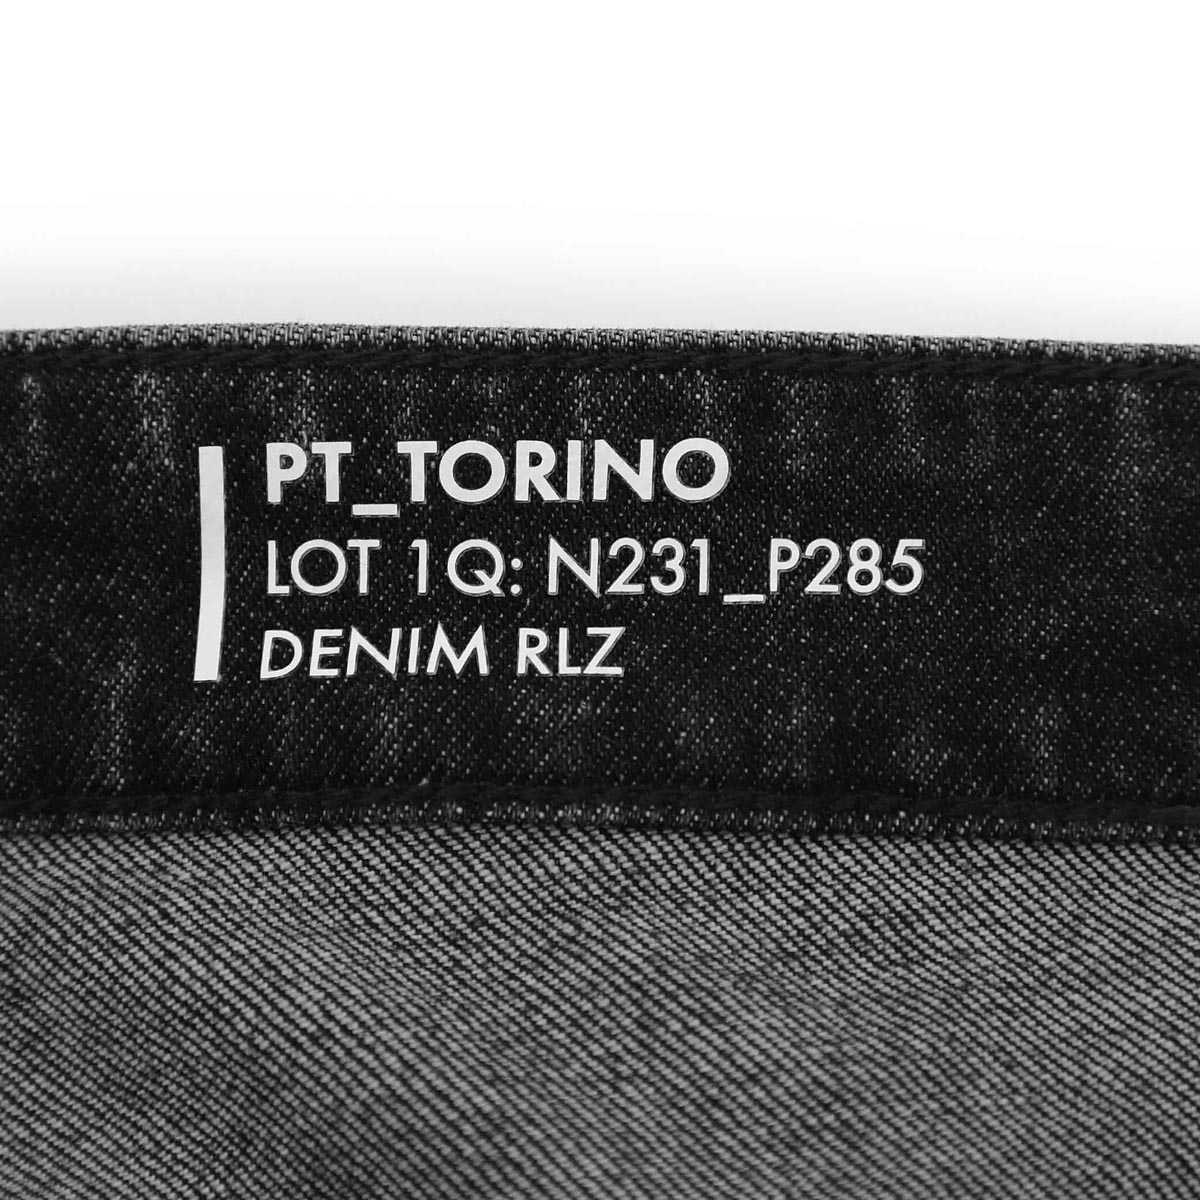 PT_TORINO
LOT 1Q: N231_P285
DENIM RLZ